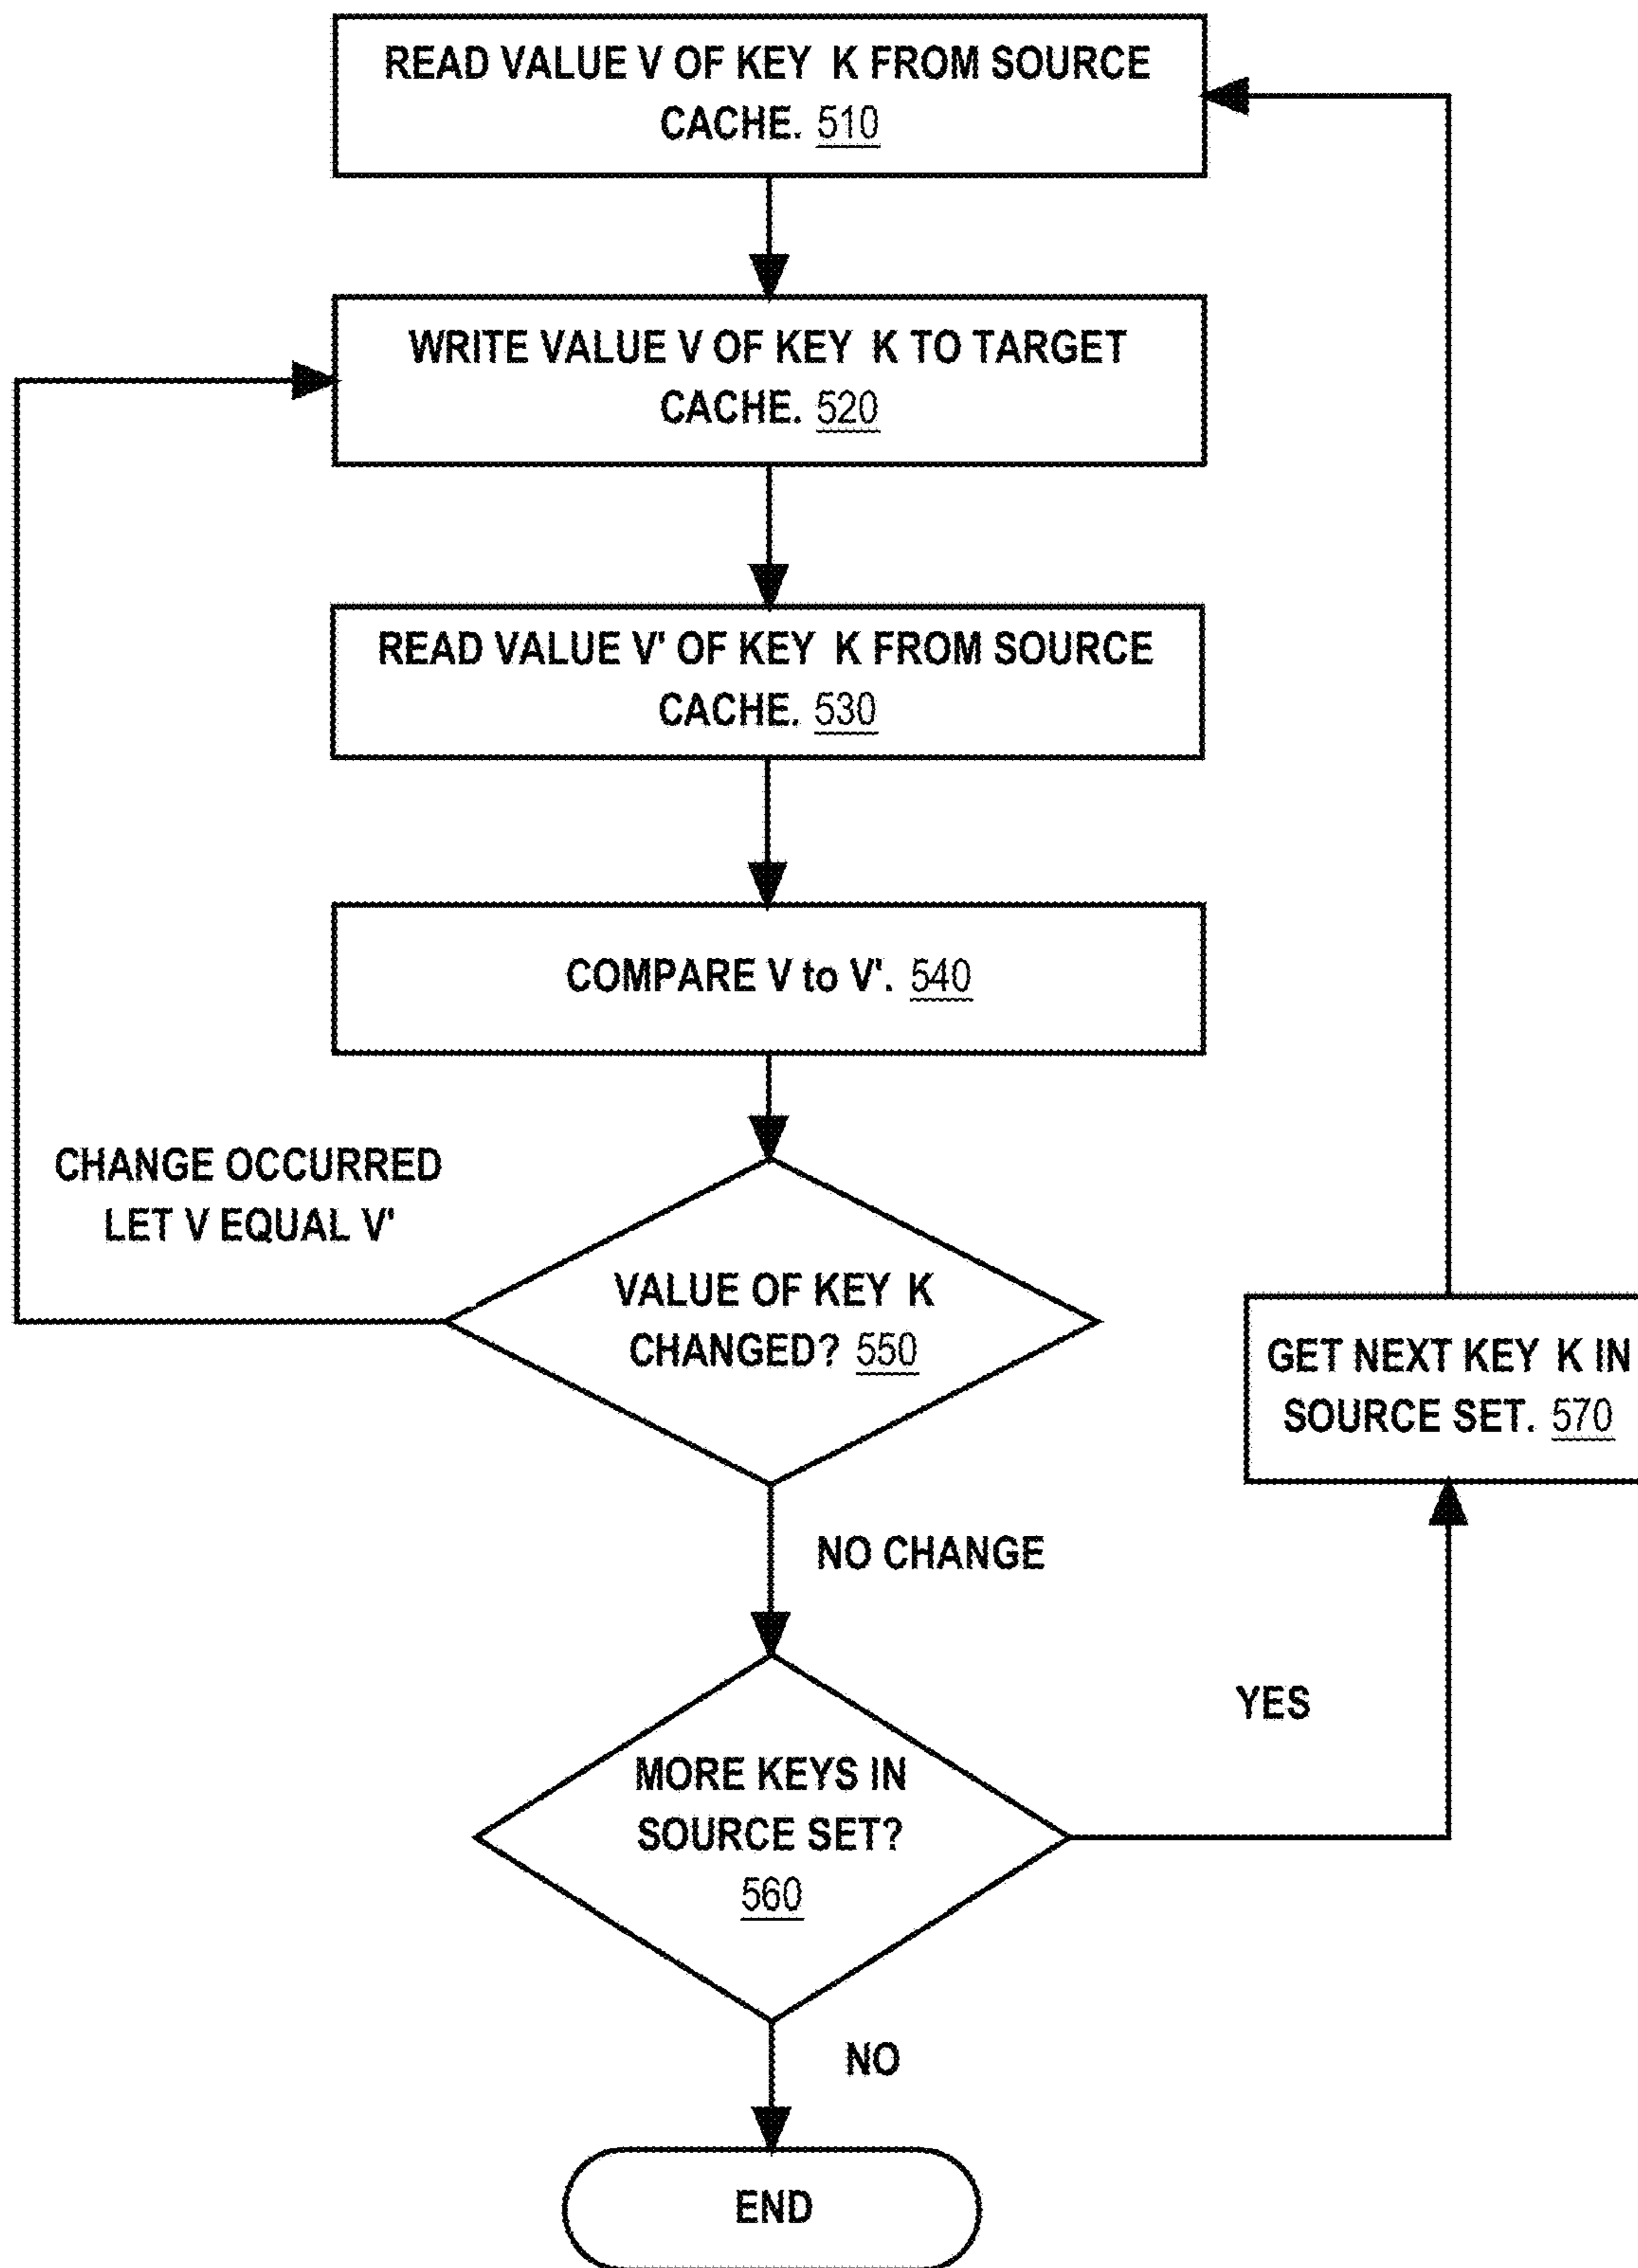 READ VALUE V OF KEY K FROM SOURCE
CACHE. 510
WRITE VALUE V OF KEY K TO TARGET
CACHE. 520
READ VALUE V' OF KEY K FROM SOURCE
CACHE. 530
COMPARE V to V'. 540
CHANGE OCCURRED
LET V EQUAL V'
VALUE OF KEY K
CHANGED? 550
GET NEXT KEY K IN
SOURCE SET. 570
NO CHANGE
YES
MORE KEYS IN
SOURCE SET?
560
NO
END